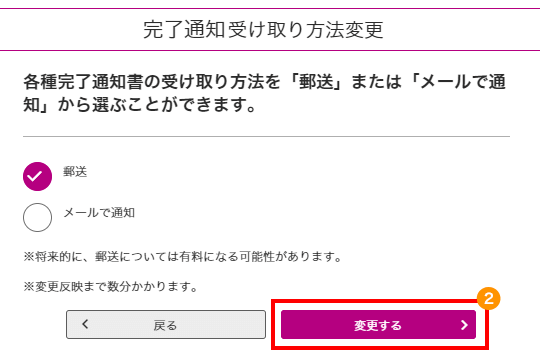 完了通知受け取り方法変更
各種完了通知書の受け取り方法を「郵送」または「メールで通
知」から選ぶことができます。
郵送
メールで通知
※将来的に、郵送については有料になる可能性があります。
※変更反映まで数分かかります。
2
戻る
変更する